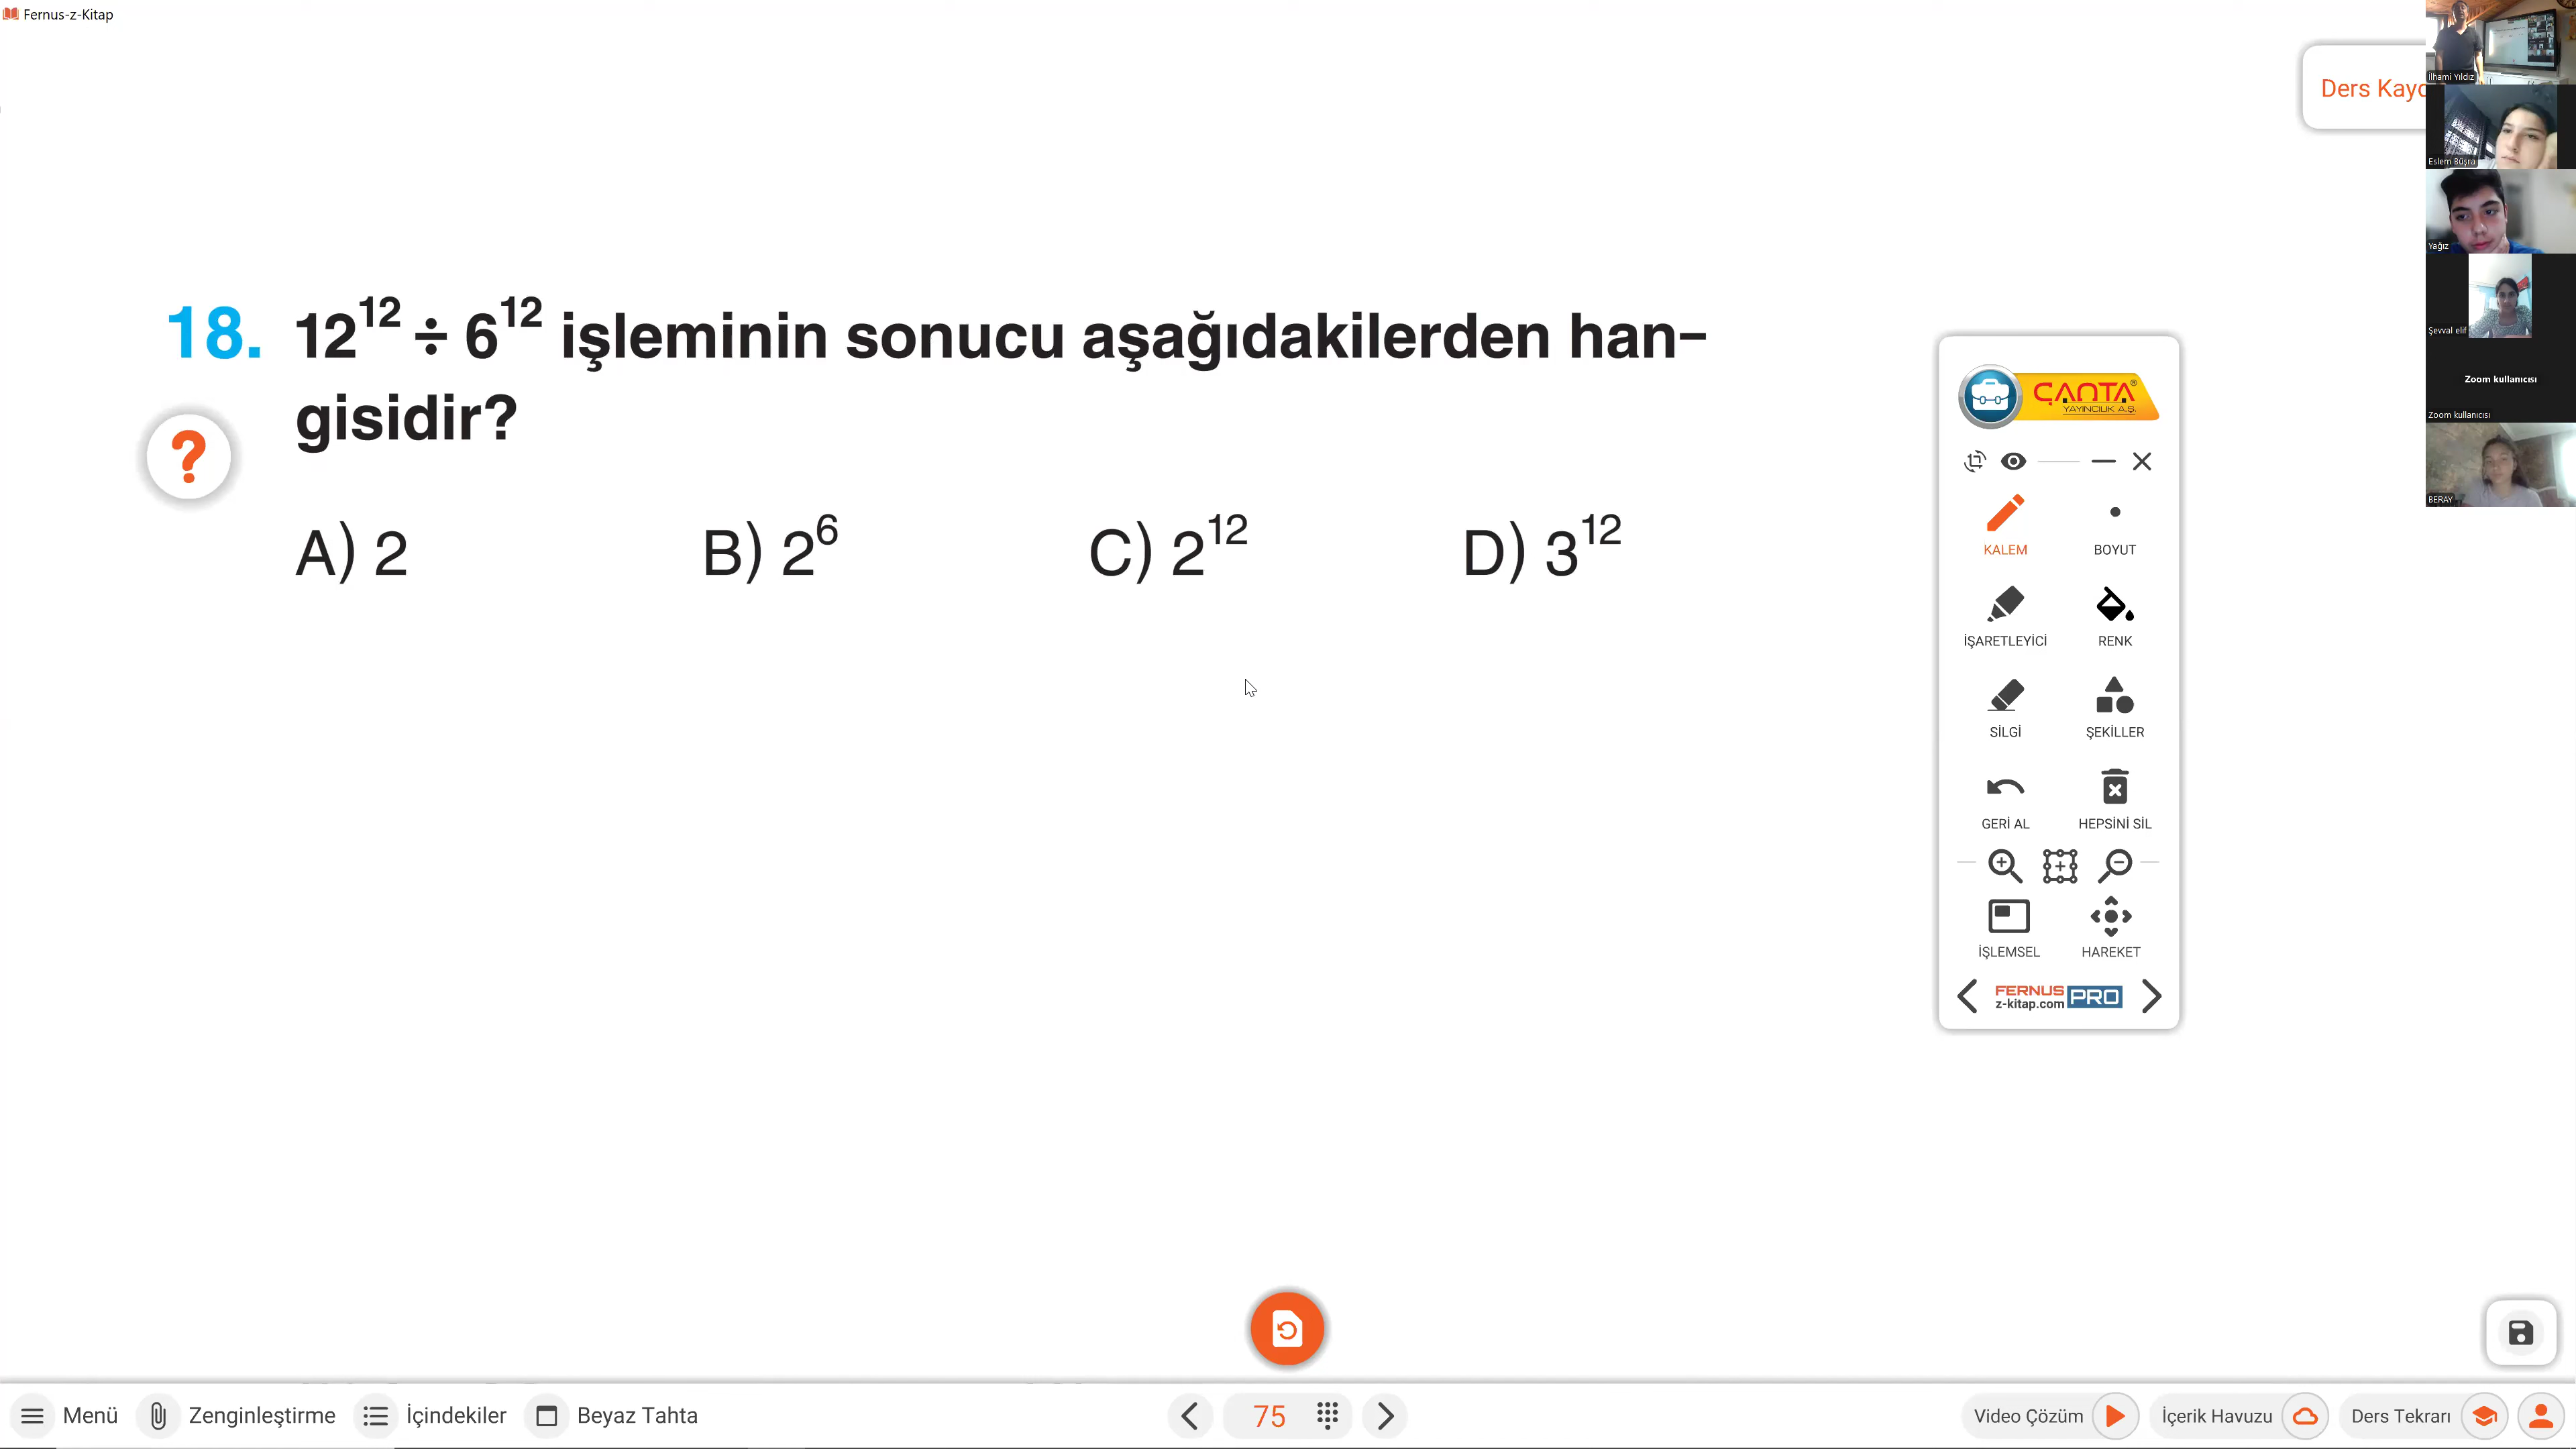 Fernus-z-Kitap
Ders Kayd
İlhami Yıldız
Eslem Büşra
Yağız
Şevval elif
Zoom kullanıcısı
Zoom kullanıcısı
BERAY
18. 12¹² ÷ 6¹² işleminin sonucu aşağıdakilerden han-
gisidir?
?
A) 2 B) 2⁶ C) 2¹² D) 3¹²
ÇANTA®
YAYINCILIK A.Ş.
KALEM BOYUT
İŞARETLEYİCİ RENK
SİLGİ ŞEKİLLER
GERİ AL HEPSİNİ SİL
İŞLEMSEL HAREKET
FERNUS PRO
z-kitap.com
Menü Zenginleştirme İçindekiler Beyaz Tahta 75 Video Çözüm İçerik Havuzu Ders Tekrarı